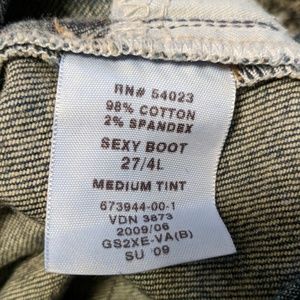 RN# 54023
98% COTTON
2% SPANDEX
SEXY BOOT
27/4L
MEDIUM TINT
673944-00-1
VDN 3873
2009/06
GS2XE-VA(B)
SU 09